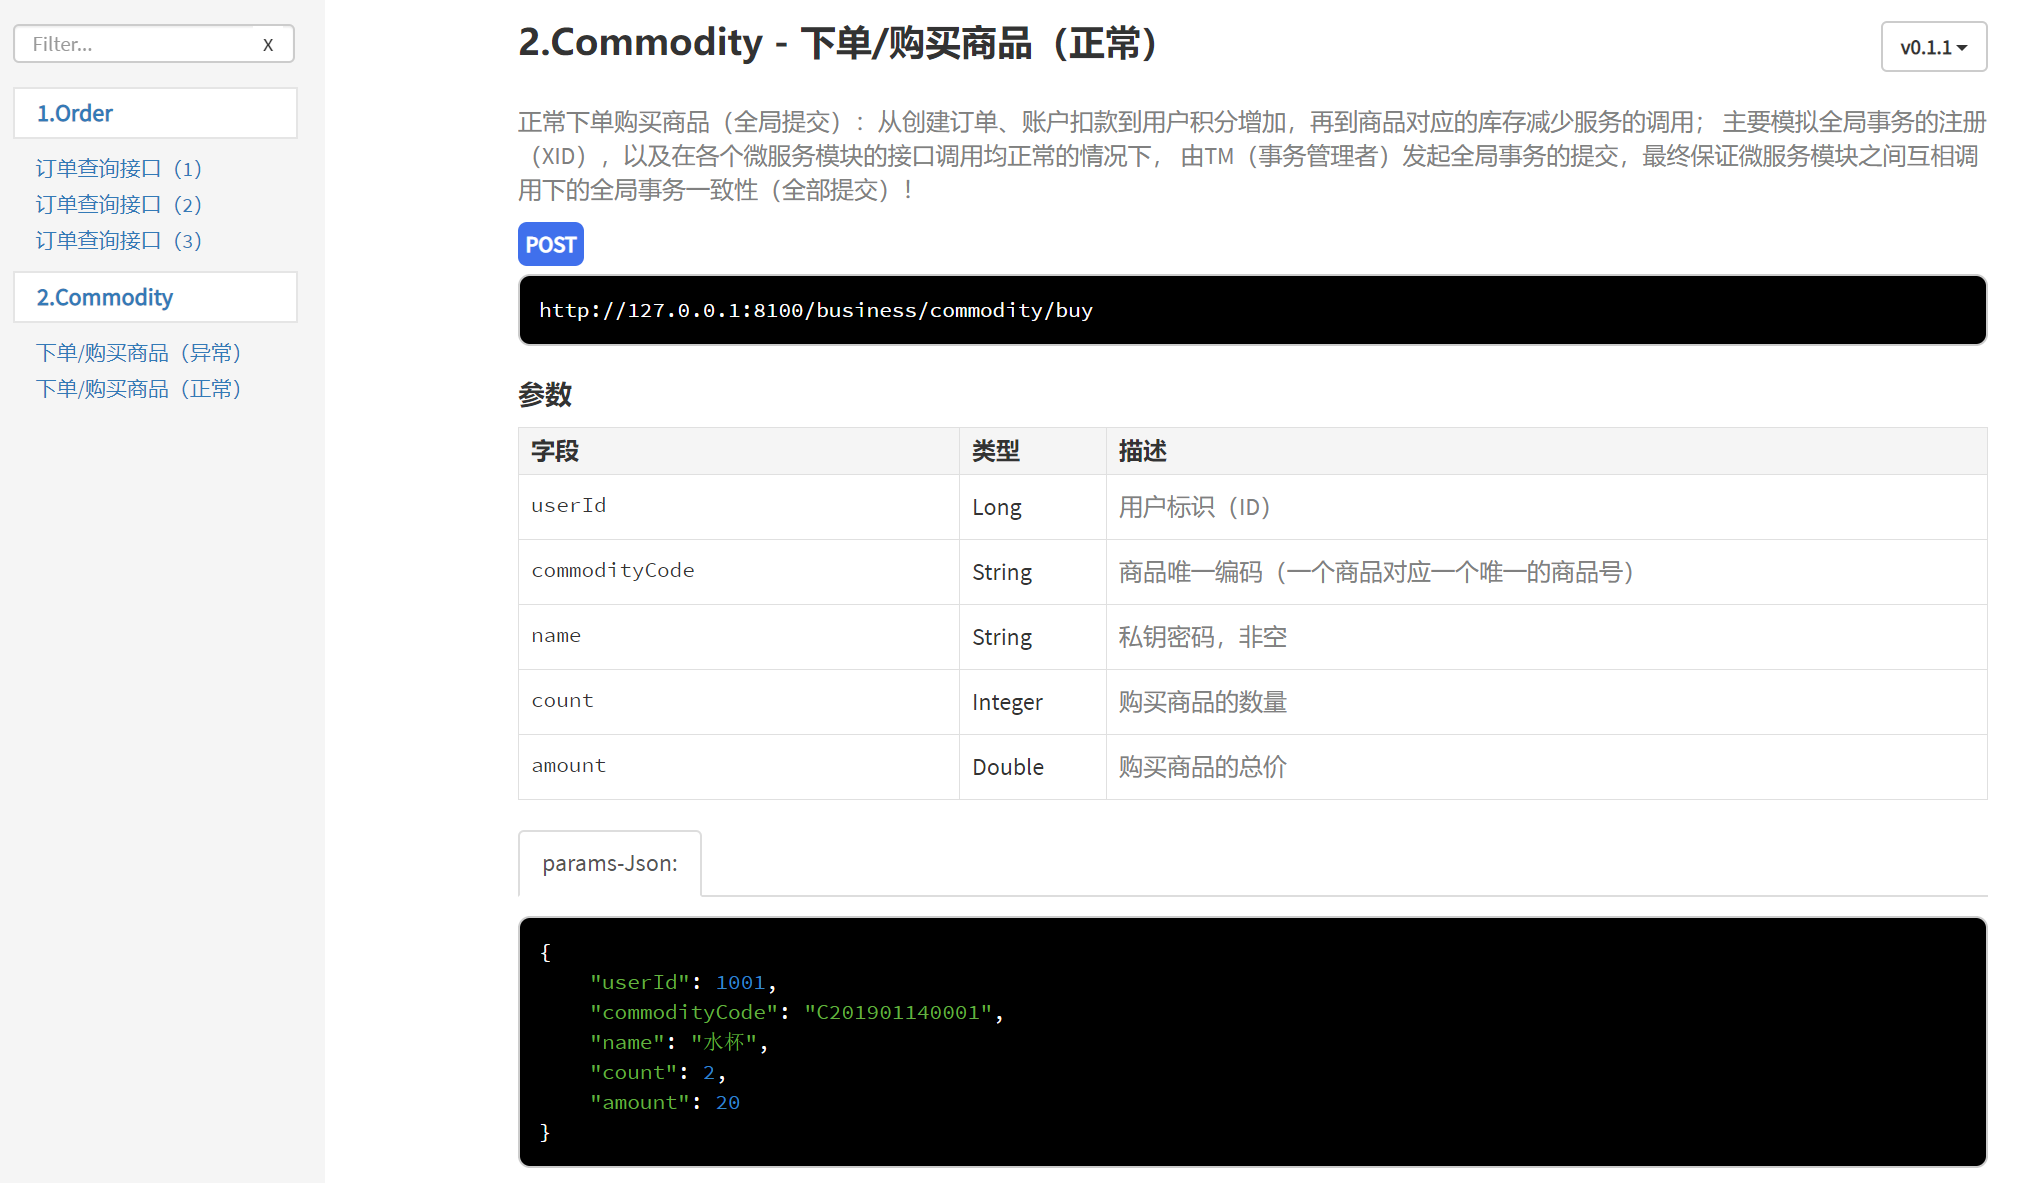 Filter...
x
1.Order
订单查询接口（1）
订单查询接口（2）
订单查询接口（3）
2.Commodity
下单/购买商品（异常）
下单/购买商品（正常）
2.Commodity - 下单/购买商品（正常）
v0.1.1
正常下单购买商品（全局提交）：从创建订单、账户扣款到用户积分增加，再到商品对应的库存减少服务的调用； 主要模拟全局事务的注册
（XID），以及在各个微服务模块的接口调用均正常的情况下， 由TM（事务管理者）发起全局事务的提交，最终保证微服务模块之间互相调
用下的全局事务一致性（全部提交）！
POST
http://127.0.0.1:8100/business/commodity/buy
参数
字段 类型 描述
userId Long 用户标识（ID）
commodityCode String 商品唯一编码（一个商品对应一个唯一的商品号）
name String 私钥密码，非空
count Integer 购买商品的数量
amount Double 购买商品的总价
params-Json:
{
"userId": 1001,
"commodityCode": "C201901140001",
"name": "水杯",
"count": 2,
"amount": 20
}